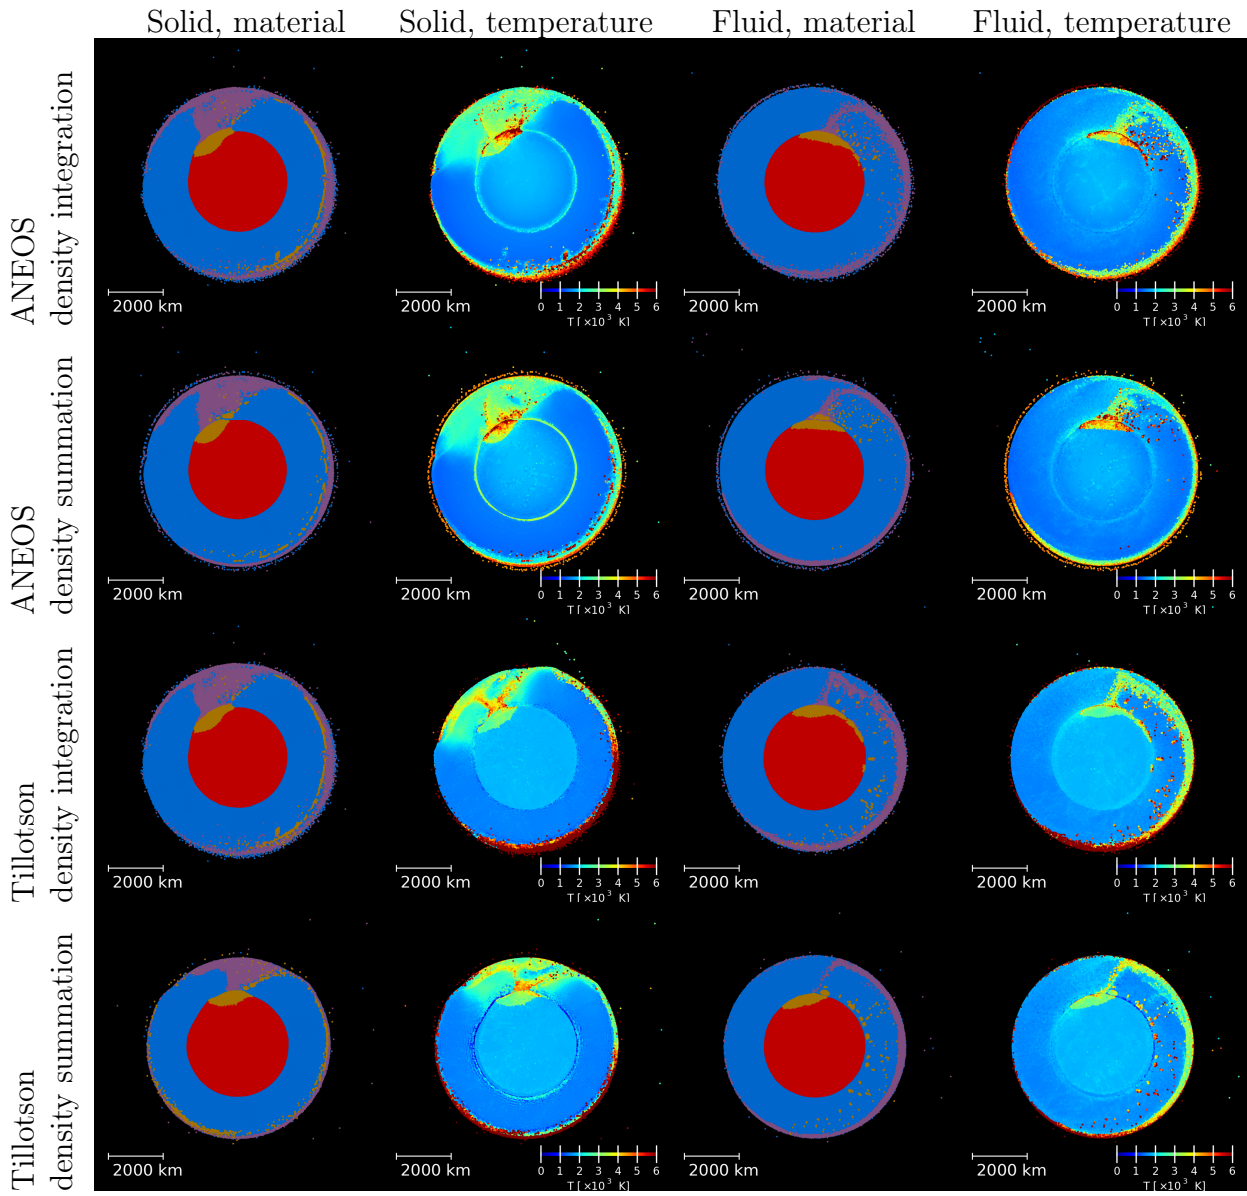 Solid, material Solid, temperature Fluid, material Fluid, temperature
ANEOS
density integration
2000 km 2000 km 0 1 2 3 4 5 6 2000 km 2000 km 0 1 2 3 4 5 6
T [×10³ K] T [×10³ K]
ANEOS
density summation
2000 km 2000 km 0 1 2 3 4 5 6 2000 km 2000 km 0 1 2 3 4 5 6
T [×10³ K] T [×10³ K]
Tillotson
density integration
2000 km 2000 km 0 1 2 3 4 5 6 2000 km 2000 km 0 1 2 3 4 5 6
T [×10³ K] T [×10³ K]
Tillotson
density summation
2000 km 2000 km 0 1 2 3 4 5 6 2000 km 2000 km 0 1 2 3 4 5 6
T [×10³ K] T [×10³ K]